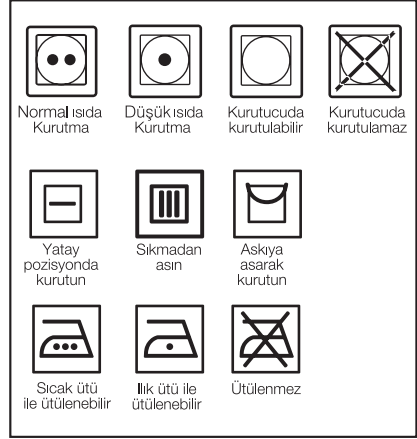 Normal ısıda
Kurutma
Düşük ısıda
Kurutma
Kurutucuda
kurutulabilir
Kurutucuda
kurutulamaz
Yatay
pozisyonda
kurutun
Sıkmadan
asın
Askıya
asarak
kurutun
Sıcak ütü
ile ütülenebilir
Ilık ütü ile
ütülenebilir
Ütülenmez